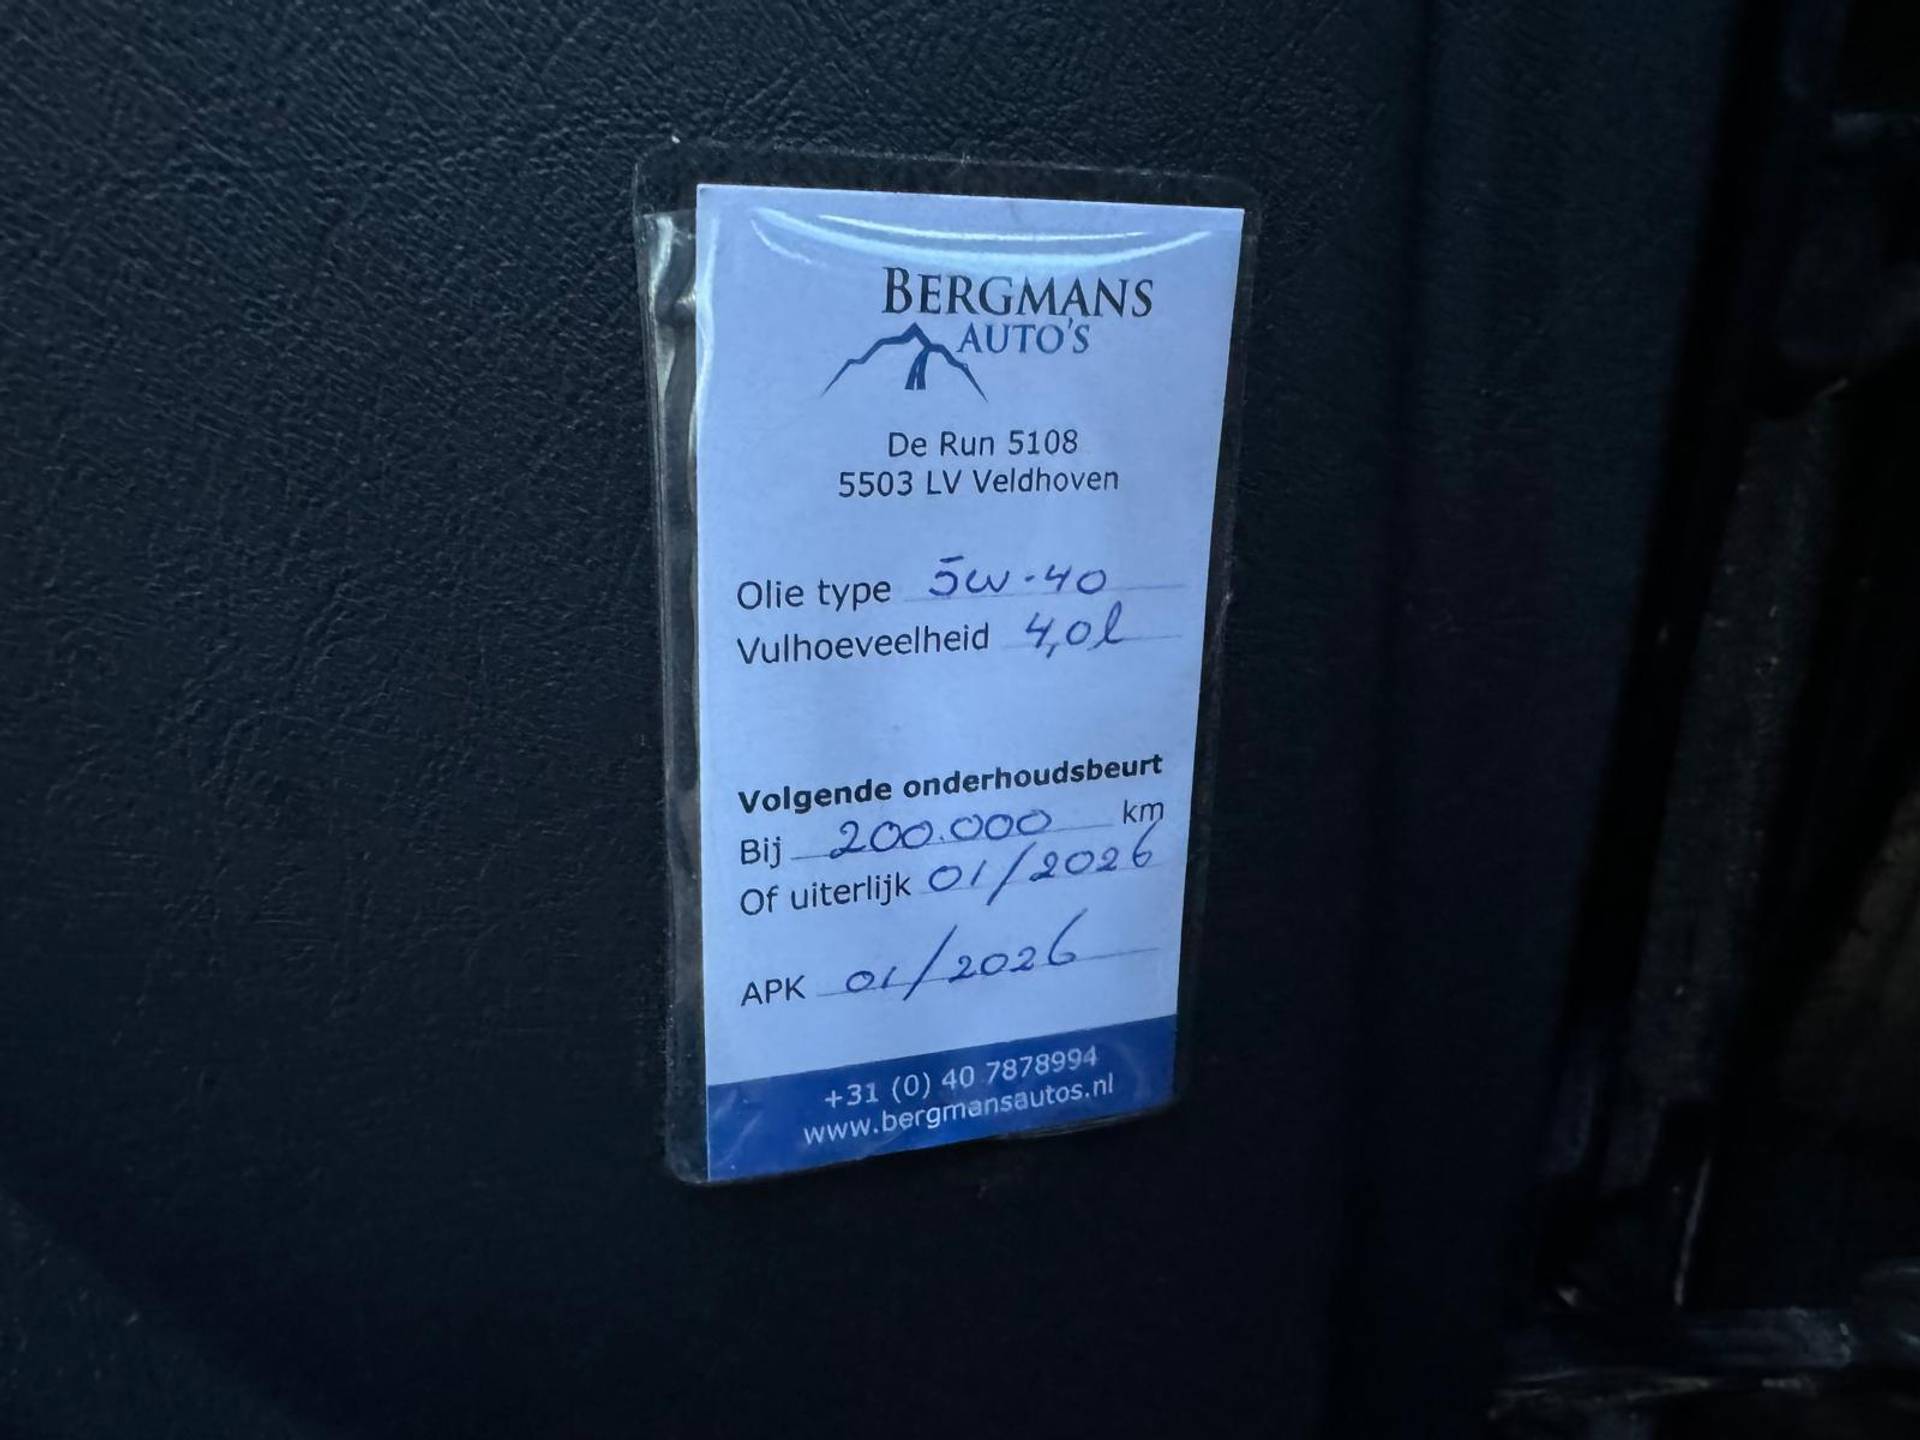 BERGMANS
AUTO'S
De Run 5108
5503 LV Veldhoven
Olie type 5w-40
Vulhoeveelheid 4,0l
Volgende onderhoudsbeurt
Bij 200.000 km
Of uiterlijk 01/2026
APK 01/2026
+31 (0) 40 7878994
www.bergmansautos.nl